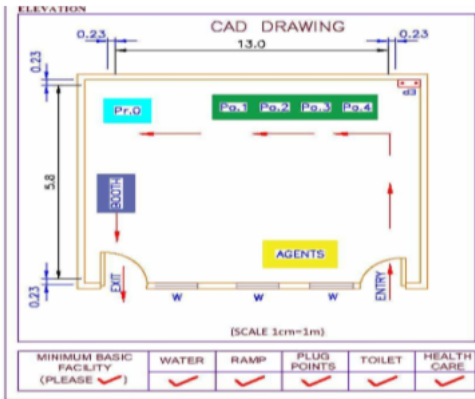 ELEVATION
CAD DRAWING
0.23
13.0
0.23
0.23
Pr.O
Po.1 Po.2 Po.3 Po.4
EP
5.8
BOOTH
AGENTS
EXIT
ENTRY
0.23
W W W
(SCALE 1cm=1m)
MINIMUM BASIC FACILITY (PLEASE ✓)
WATER
RAMP
PLUG POINTS
TOILET
HEALTH CARE